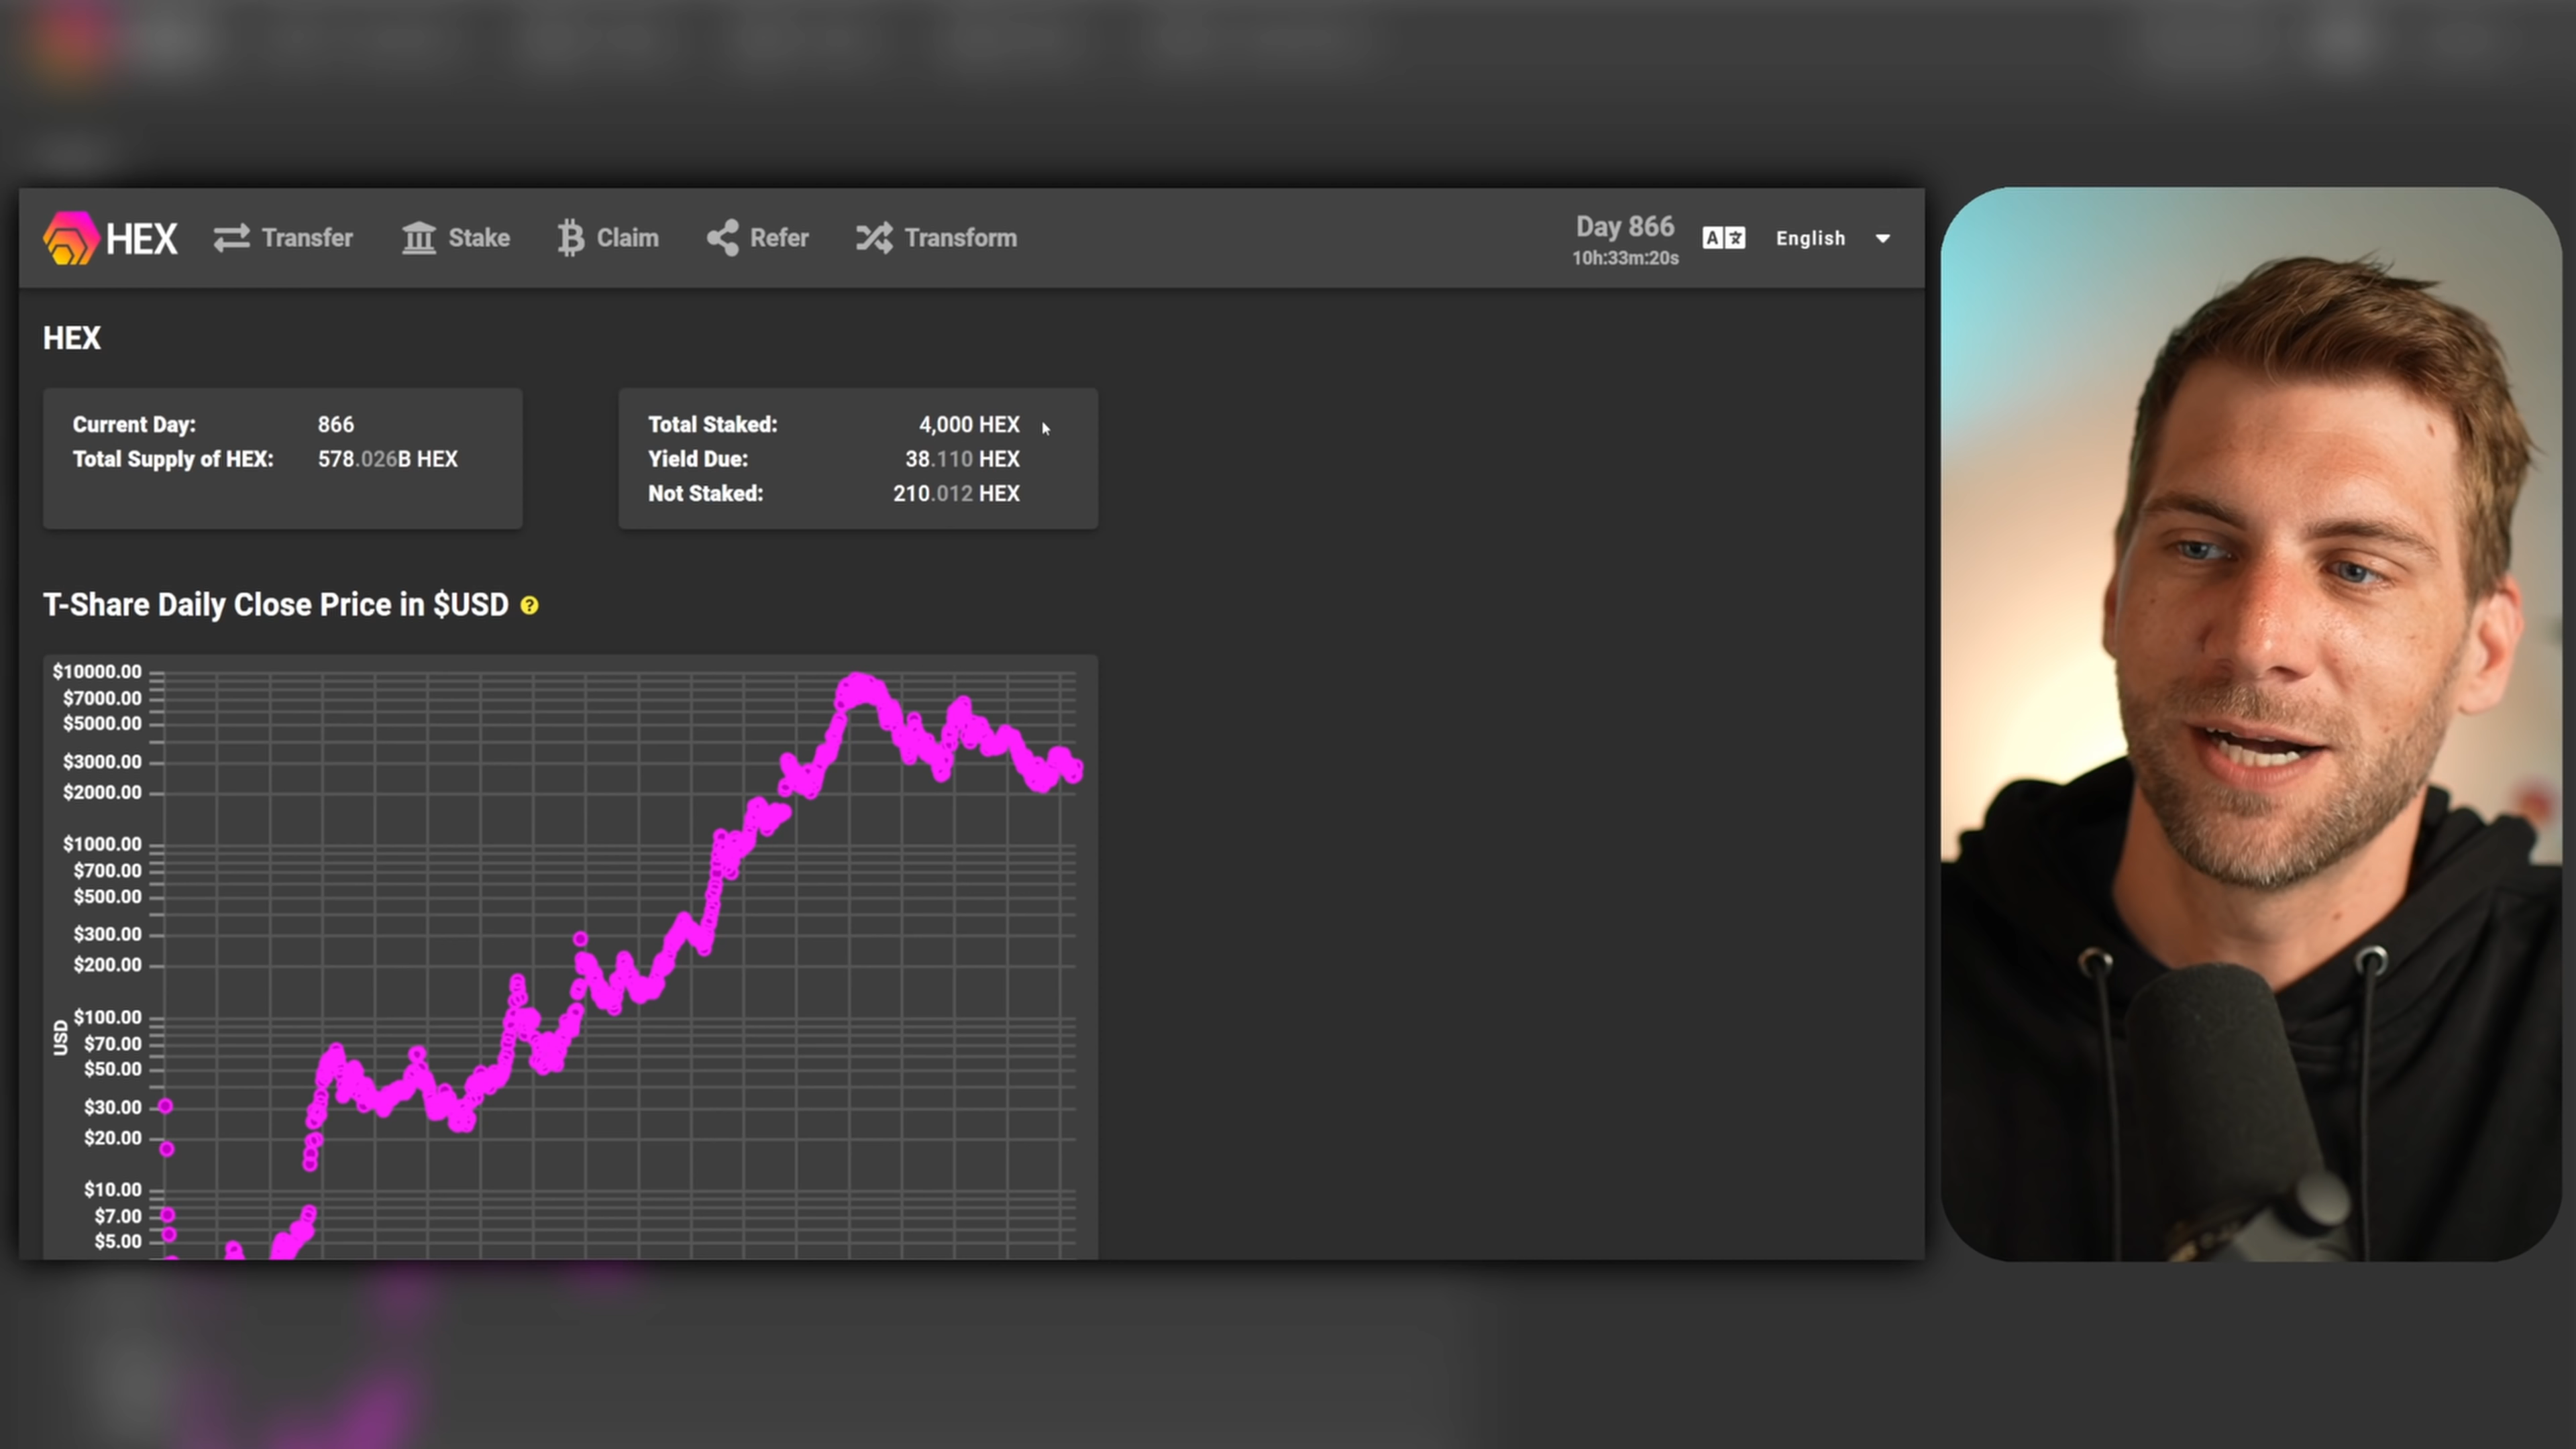 HEX
Transfer
Stake
Claim
Refer
Transform
Day 866
10h:33m:20s
English
HEX
Current Day: 866
Total Supply of HEX: 578.026B HEX
Total Staked: 4,000 HEX
Yield Due: 38.110 HEX
Not Staked: 210.012 HEX
T-Share Daily Close Price in $USD ?
$10000.00
$7000.00
$5000.00
$3000.00
$2000.00
$1000.00
$700.00
$500.00
$300.00
$200.00
$100.00
$70.00
$50.00
$30.00
$20.00
$10.00
$7.00
$5.00
USD